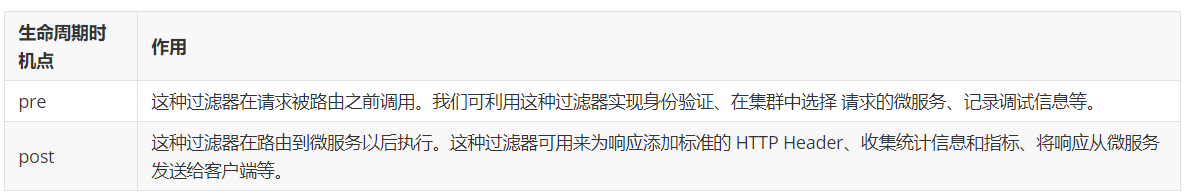 生命周期时
机点
作用
pre
这种过滤器在请求被路由之前调用。我们可利用这种过滤器实现身份验证、在集群中选择 请求的微服务、记录调试信息等。
post
这种过滤器在路由到微服务以后执行。这种过滤器可用来为响应添加标准的 HTTP Header、收集统计信息和指标、将响应从微服务
发送给客户端等。